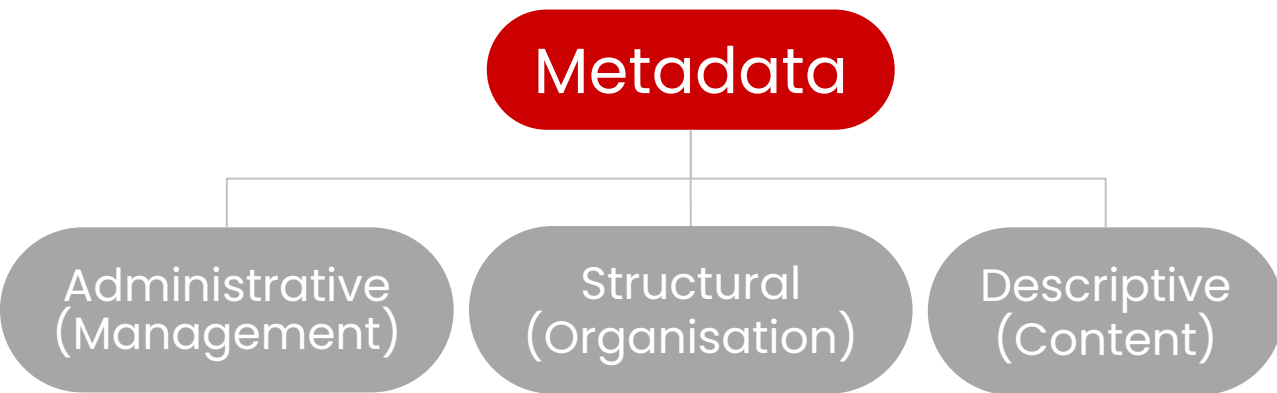 Metadata
Administrative
(Management)
Structural
(Organisation)
Descriptive
(Content)